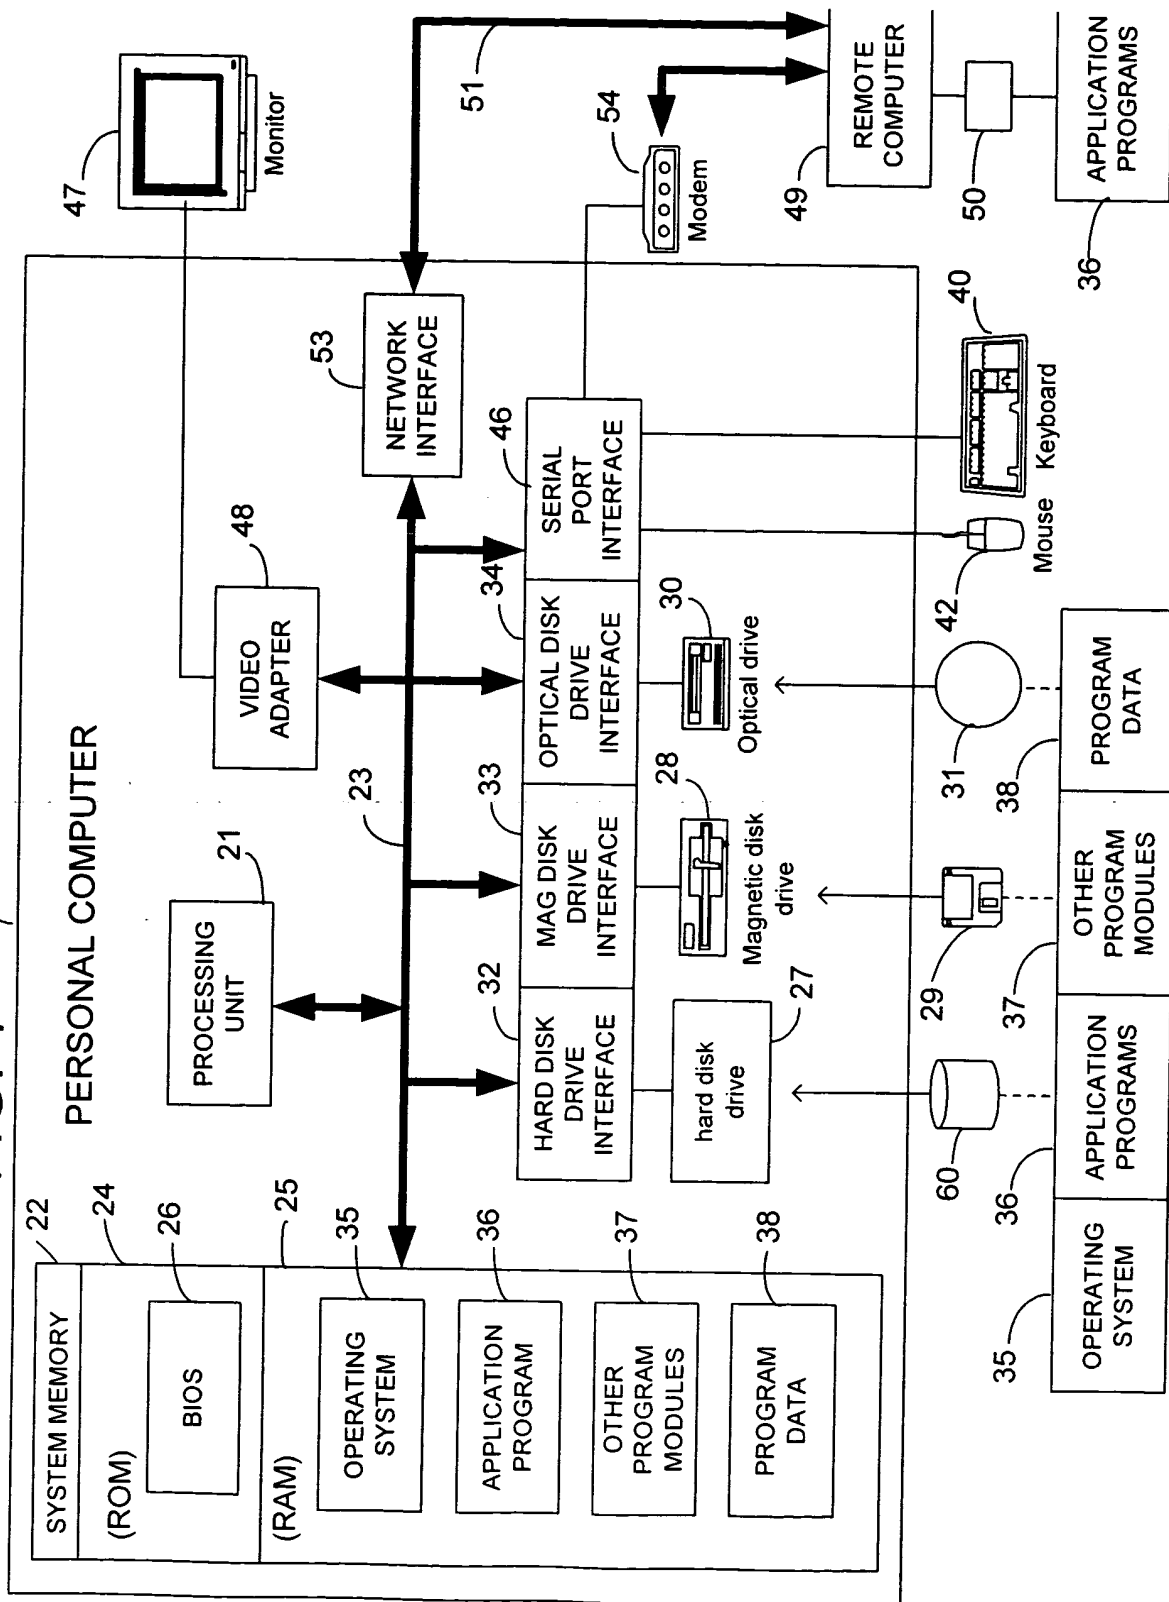 PERSONAL COMPUTER
47
Monitor
SYSTEM MEMORY
22
(ROM)
24
BIOS
26
(RAM)
25
OPERATING
SYSTEM
35
APPLICATION
PROGRAM
36
OTHER
PROGRAM
MODULES
37
PROGRAM
DATA
38
PROCESSING
UNIT
21
VIDEO
ADAPTER
48
23
NETWORK
INTERFACE
53
51
HARD DISK
DRIVE
INTERFACE
32
MAG DISK
DRIVE
INTERFACE
33
OPTICAL DISK
DRIVE
INTERFACE
34
SERIAL
PORT
INTERFACE
46
hard disk
drive
27
Magnetic disk
drive
28
Optical drive
30
Modem
54
60
29
31
Mouse
42
Keyboard
40
REMOTE
COMPUTER
49
50
APPLICATION
PROGRAMS
36
OPERATING
SYSTEM
35
APPLICATION
PROGRAMS
36
OTHER
PROGRAM
MODULES
37
PROGRAM
DATA
38